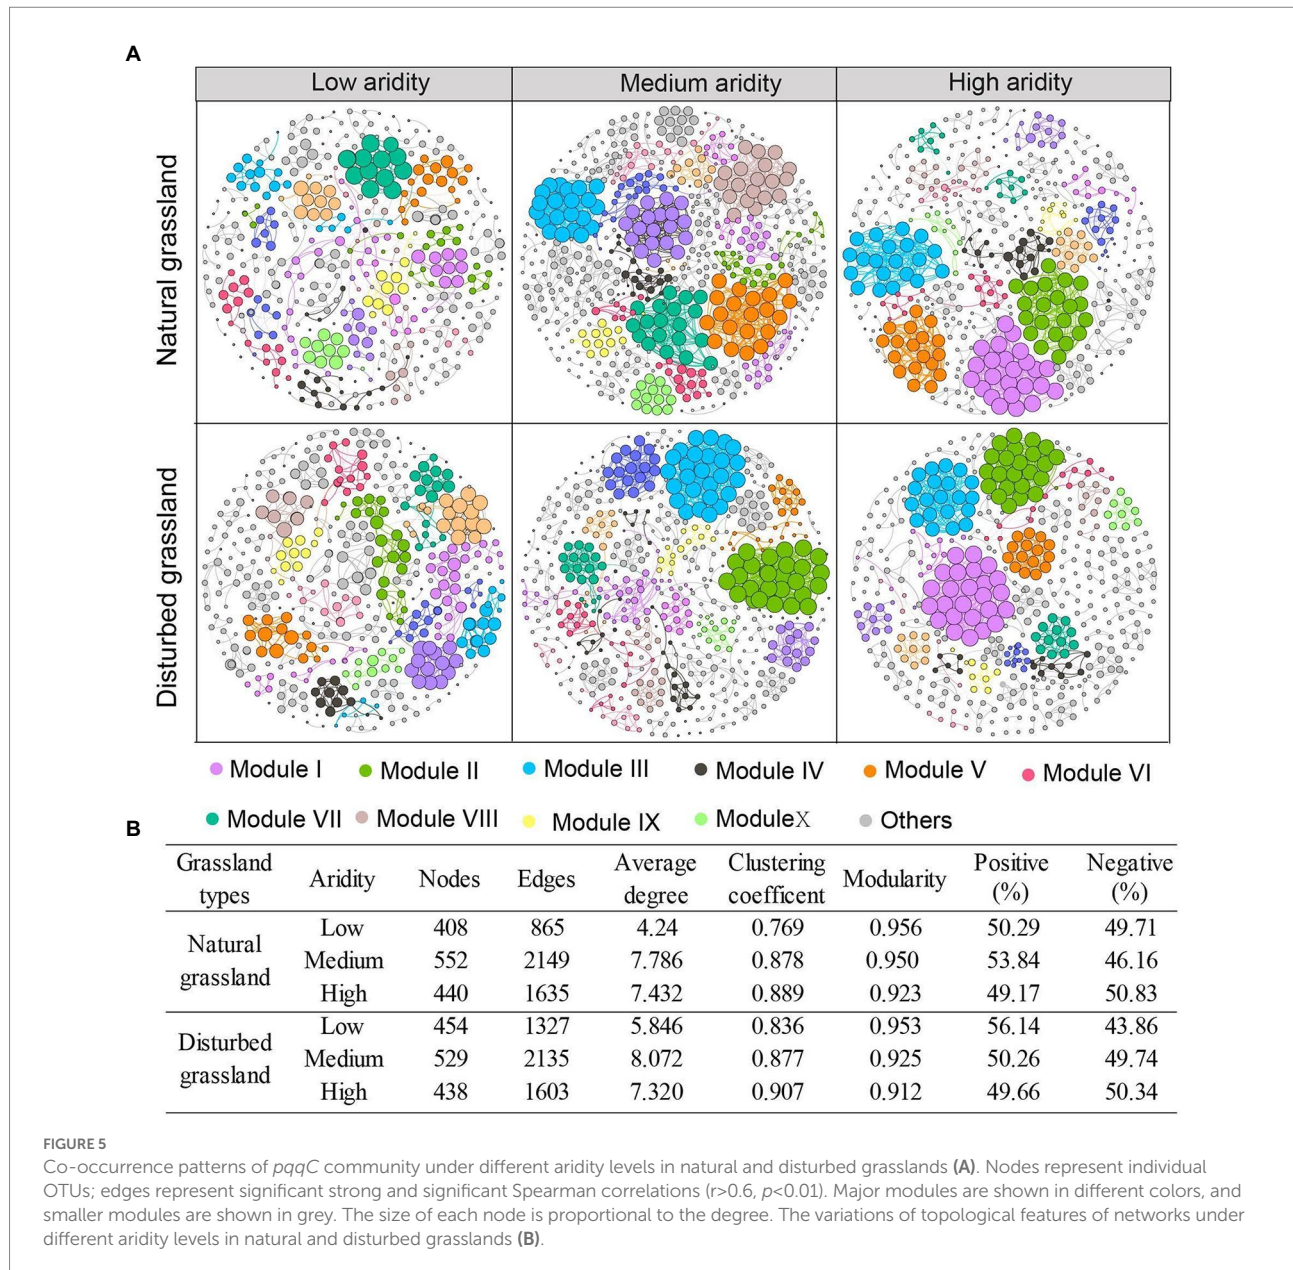 A
Low aridity Medium aridity High aridity
Natural grassland
Disturbed grassland
Module I Module II Module III Module IV Module V Module VI
Module VII Module VIII Module IX ModuleX Others
B
Grassland types Aridity Nodes Edges Average degree Clustering coefficent Modularity Positive (%) Negative (%)
Natural grassland
Low 408 865 4.24 0.769 0.956 50.29 49.71
Medium 552 2149 7.786 0.878 0.950 53.84 46.16
High 440 1635 7.432 0.889 0.923 49.17 50.83
Disturbed grassland
Low 454 1327 5.846 0.836 0.953 56.14 43.86
Medium 529 2135 8.072 0.877 0.925 50.26 49.74
High 438 1603 7.320 0.907 0.912 49.66 50.34
FIGURE 5
Co-occurrence patterns of pqqC community under different aridity levels in natural and disturbed grasslands (A). Nodes represent individual
OTUs; edges represent significant strong and significant Spearman correlations (r>0.6, p<0.01). Major modules are shown in different colors, and
smaller modules are shown in grey. The size of each node is proportional to the degree. The variations of topological features of networks under
different aridity levels in natural and disturbed grasslands (B).